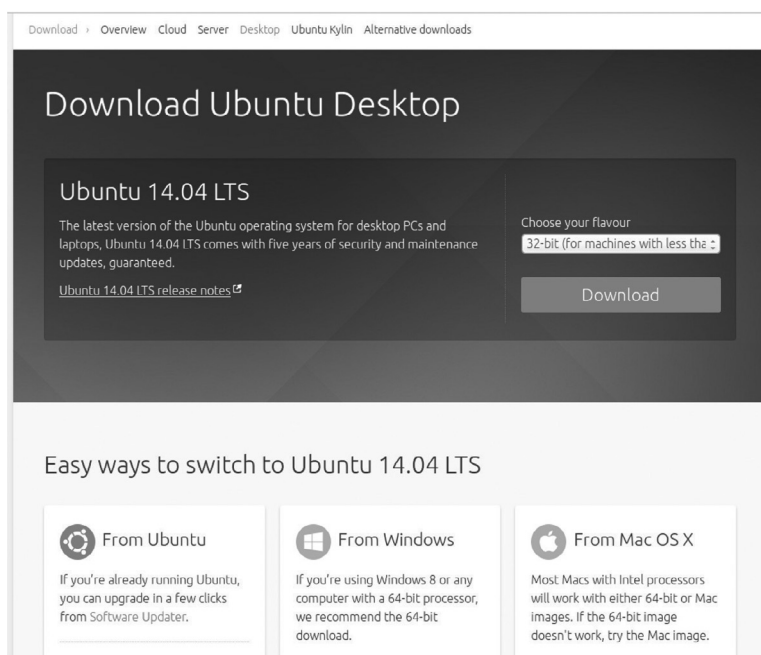 Download › Overview Cloud Server Desktop Ubuntu Kylin Alternative downloads
Download Ubuntu Desktop
Ubuntu 14.04 LTS
The latest version of the Ubuntu operating system for desktop PCs and
laptops, Ubuntu 14.04 LTS comes with five years of security and maintenance
updates, guaranteed.
Ubuntu 14.04 LTS release notes
Choose your flavour
32-bit (for machines with less tha
Download
Easy ways to switch to Ubuntu 14.04 LTS
From Ubuntu
If you're already running Ubuntu,
you can upgrade in a few clicks
from Software Updater.
From Windows
If you're using Windows 8 or any
computer with a 64-bit processor,
we recommend the 64-bit
download.
From Mac OS X
Most Macs with Intel processors
will work with either 64-bit or Mac
images. If the 64-bit image
doesn't work, try the Mac image.